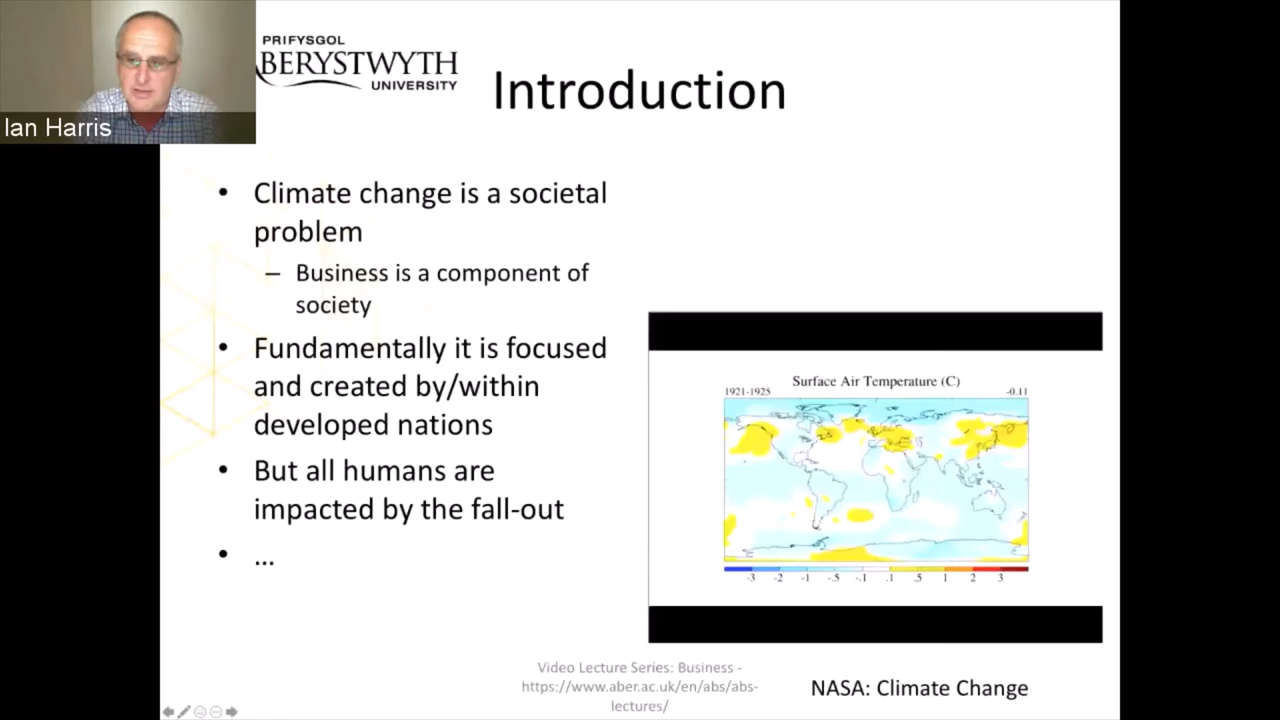 PRIFYSGOL
ABERYSTWYTH
UNIVERSITY
Ian Harris
Introduction
• Climate change is a societal
problem
– Business is a component of
society
• Fundamentally it is focused
and created by/within
developed nations
• But all humans are
impacted by the fall-out
• ...
Surface Air Temperature (C)
1921-1925
-0.11
-3 -2 -1 -.5 -.1 .1 .5 1 2 3
Video Lecture Series: Business -
https://www.aber.ac.uk/en/abs/abs-
lectures/
NASA: Climate Change